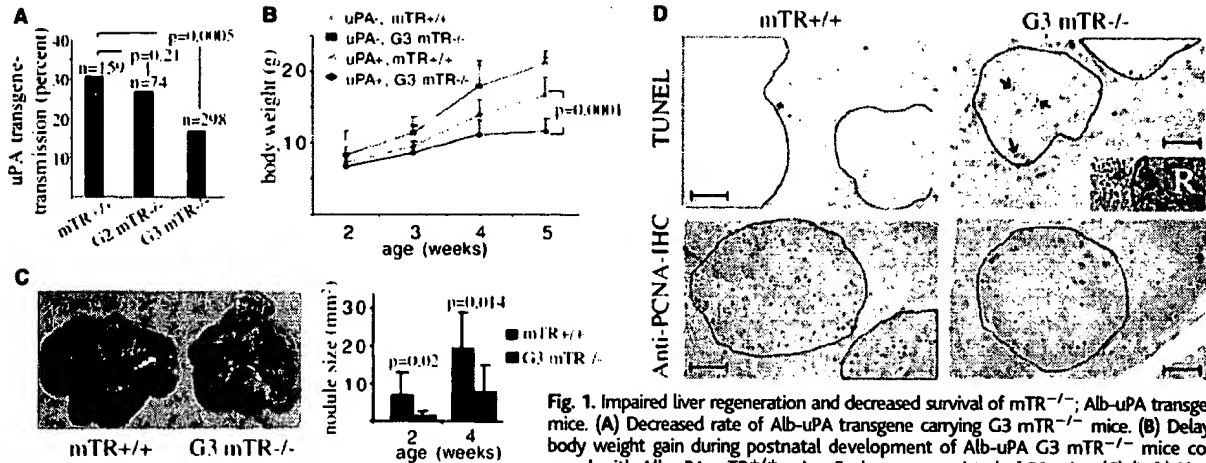 A
uPA transgene-
transmission (percent)
40
30
20
10
p=0.0005
p=0.21
n=159
n=74
n=298
mTR+/+
G2 mTR-/-
G3 mTR-/-
B
uPA-, mTR+/+
uPA-, G3 mTR-/-
uPA+, mTR+/+
uPA+, G3 mTR-/-
body weight (g)
20
10
p=0.0001
2 3 4 5
age (weeks)
C
mTR+/+ G3 mTR-/-
nodule size (mm²)
30
20
10
p=0.02
p=0.014
mTR+/+
G3 mTR-/-
2 4
age (weeks)
D
mTR+/+ G3 mTR-/-
TUNEL
R
Anti-PCNA-IHC
Fig. 1. Impaired liver regeneration and decreased survival of mTR−/−; Alb-uPA transge
mice. (A) Decreased rate of Alb-uPA transgene carrying G3 mTR−/− mice. (B) Delay
body weight gain during postnatal development of Alb-uPA G3 mTR−/− mice co